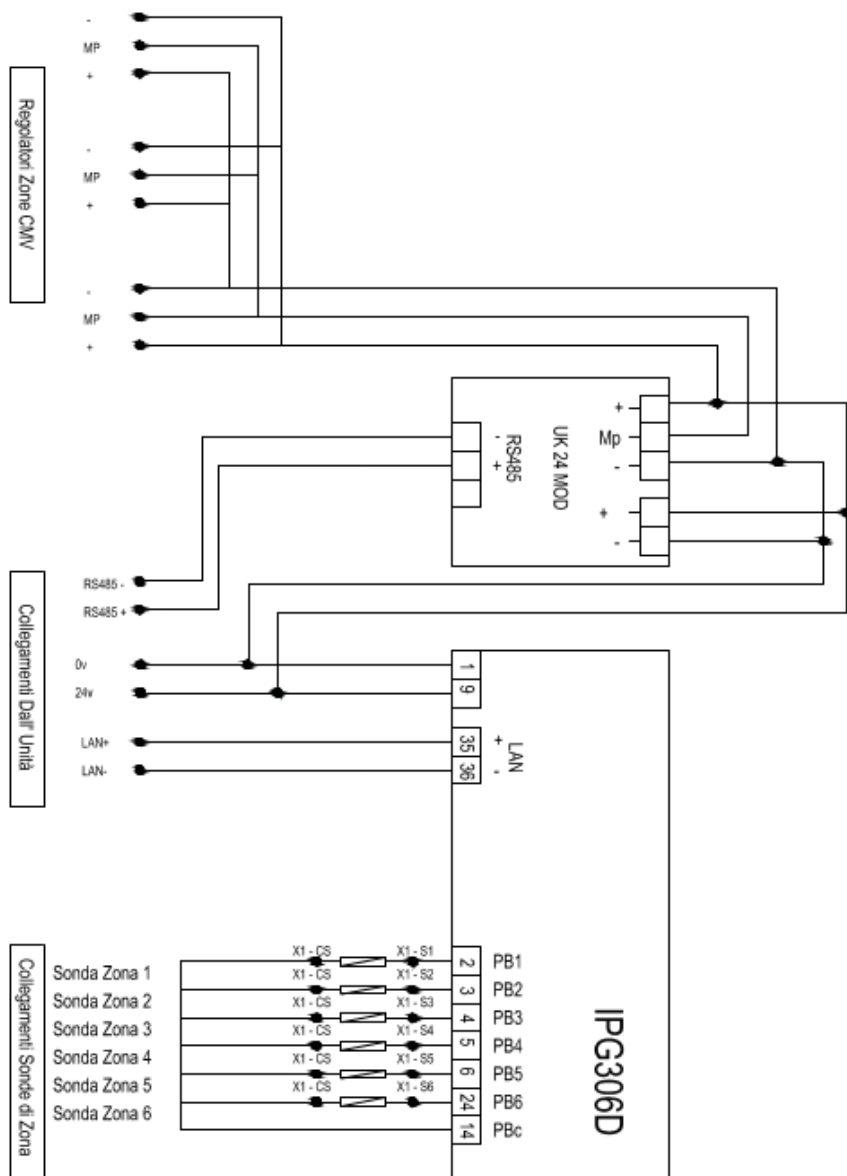 Regolatori Zone CMV
-
MP
+
-
MP
+
-
MP
+
UK 24 MOD
+
Mp
-
+
-
RS485
-
+
Collegamenti Dall' Unità
RS485 -
RS485 +
0v
24v
LAN+
LAN-
1
9
35
36
+
-
LAN
IPG306D
Collegamenti Sonde di Zona
Sonda Zona 1
Sonda Zona 2
Sonda Zona 3
Sonda Zona 4
Sonda Zona 5
Sonda Zona 6
X1 - CS X1 - S1
X1 - CS X1 - S2
X1 - CS X1 - S3
X1 - CS X1 - S4
X1 - CS X1 - S5
X1 - CS X1 - S6
2 PB1
3 PB2
4 PB3
5 PB4
6 PB5
24 PB6
14 PBc